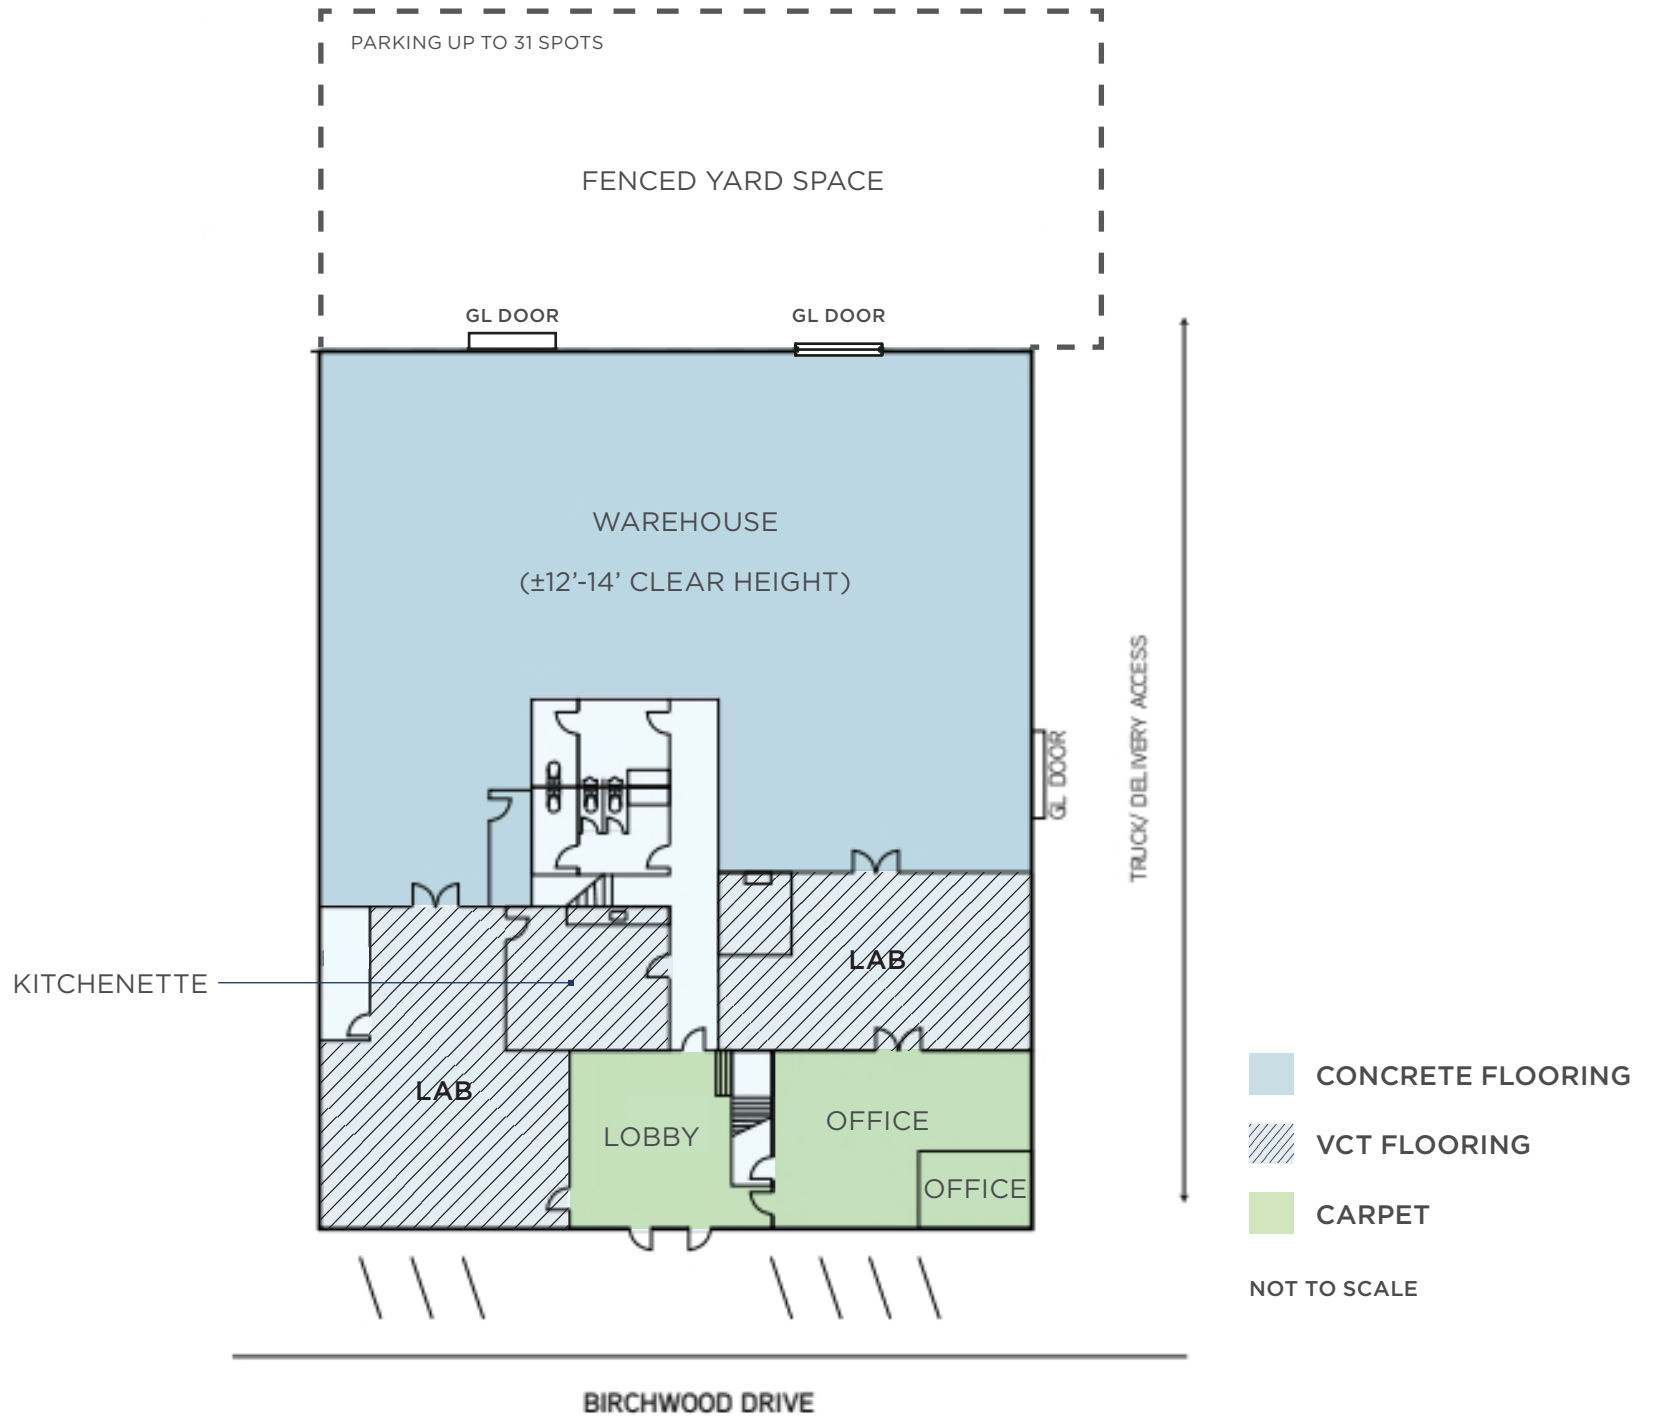 PARKING UP TO 31 SPOTS
FENCED YARD SPACE
GL DOOR
GL DOOR
WAREHOUSE
(±12’-14’ CLEAR HEIGHT)
TRUCK/ DELIVERY ACCESS
GL DOOR
LAB
KITCHENETTE
LAB
LOBBY
OFFICE
OFFICE
CONCRETE FLOORING
VCT FLOORING
CARPET
NOT TO SCALE
BIRCHWOOD DRIVE